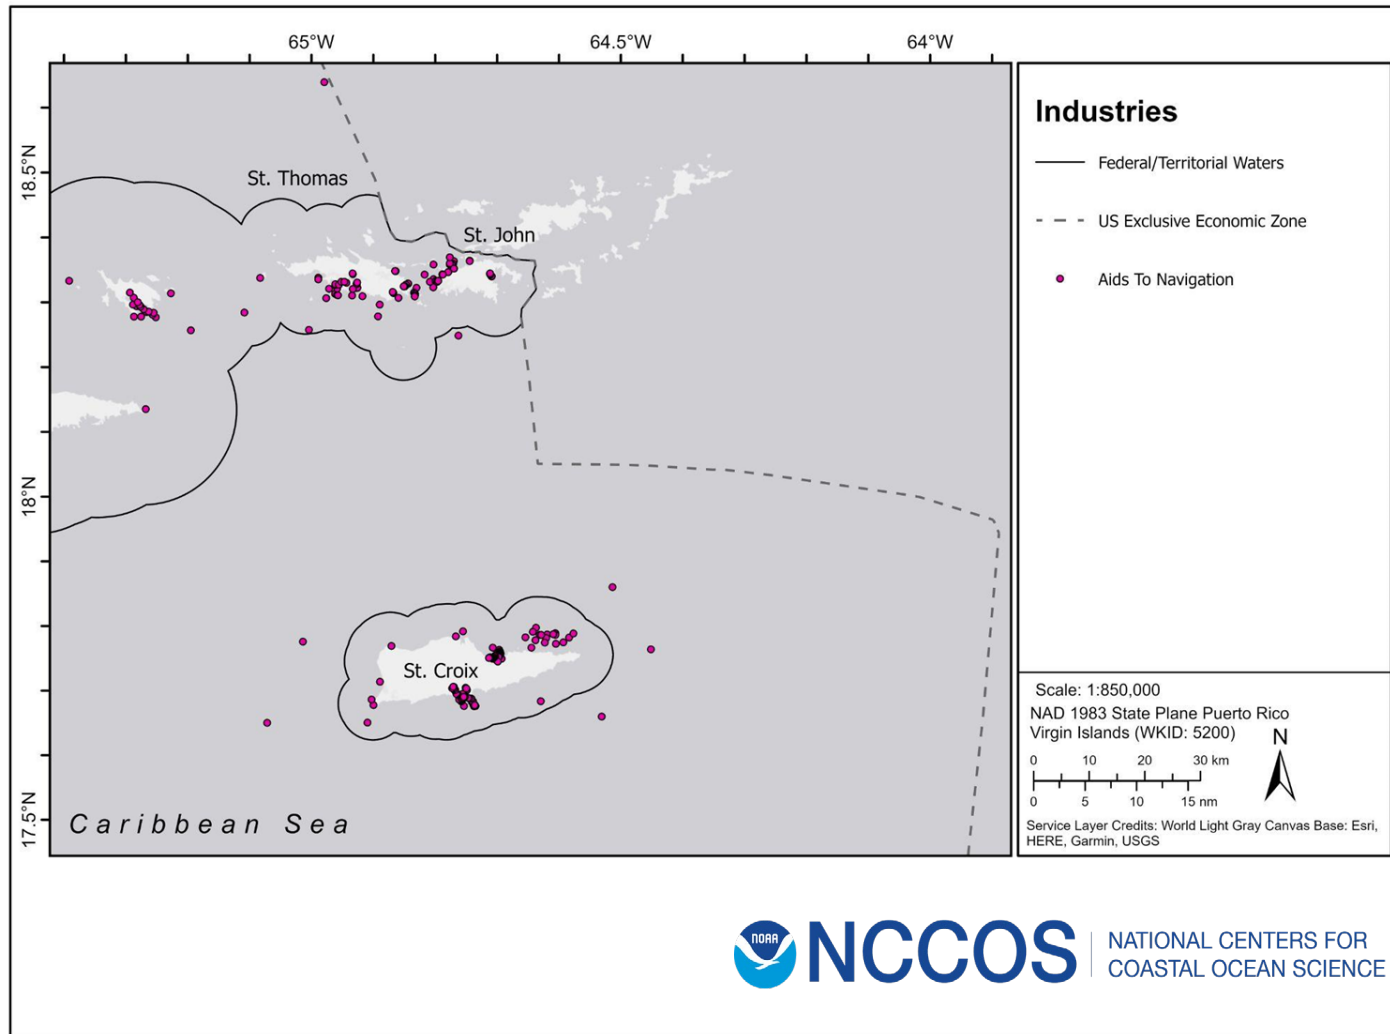 65°W
64.5°W
64°W
18.5°N
18°N
17.5°N
St. Thomas
St. John
St. Croix
Caribbean Sea
Industries
Federal/Territorial Waters
US Exclusive Economic Zone
Aids To Navigation
Scale: 1:850,000
NAD 1983 State Plane Puerto Rico
Virgin Islands (WKID: 5200)
N
0 10 20 30 km
0 5 10 15 nm
Service Layer Credits: World Light Gray Canvas Base: Esri,
HERE, Garmin, USGS
NOAA
NCCOS
NATIONAL CENTERS FOR
COASTAL OCEAN SCIENCE